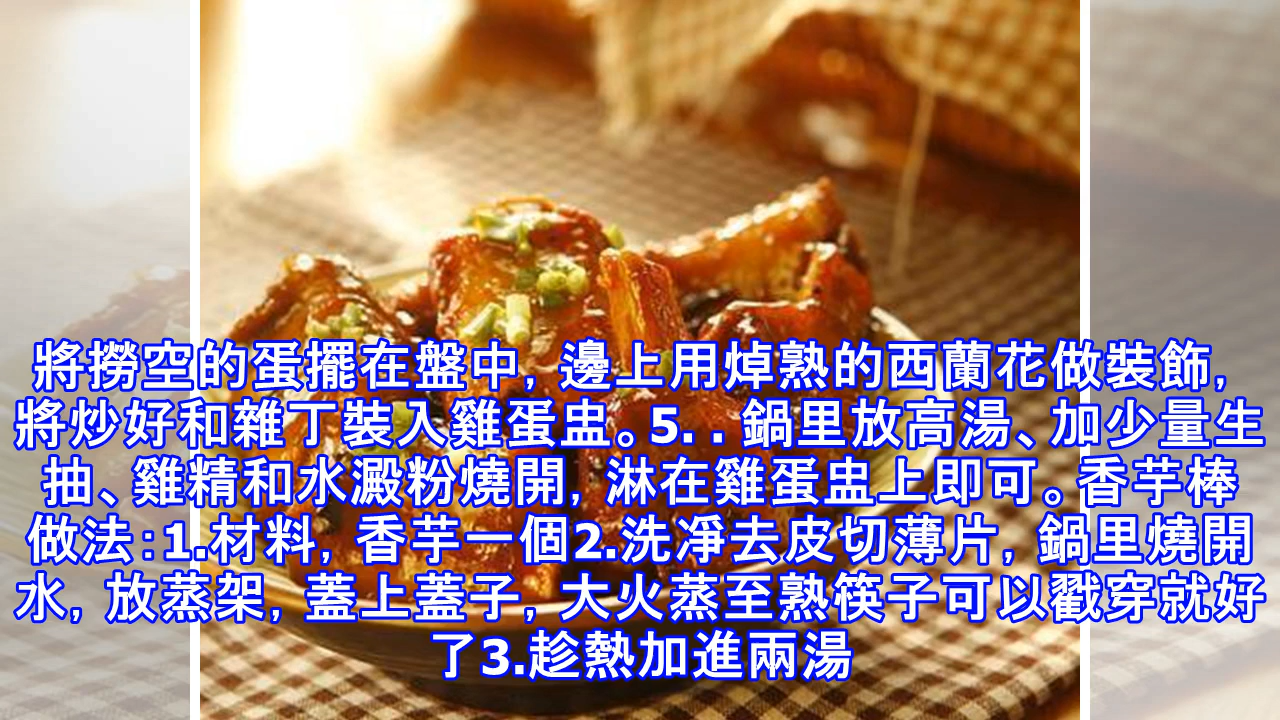 將撈空的蛋擺在盤中, 邊上用焯熟的西蘭花做裝飾,
將炒好和雜丁裝入雞蛋盅。5. . 鍋里放高湯、加少量生
抽、雞精和水澱粉燒開, 淋在雞蛋盅上即可。香芋棒
做法:1.材料, 香芋一個2.洗凈去皮切薄片, 鍋里燒開
水, 放蒸架, 蓋上蓋子, 大火蒸至熟筷子可以戳穿就好
了3.趁熱加進兩湯